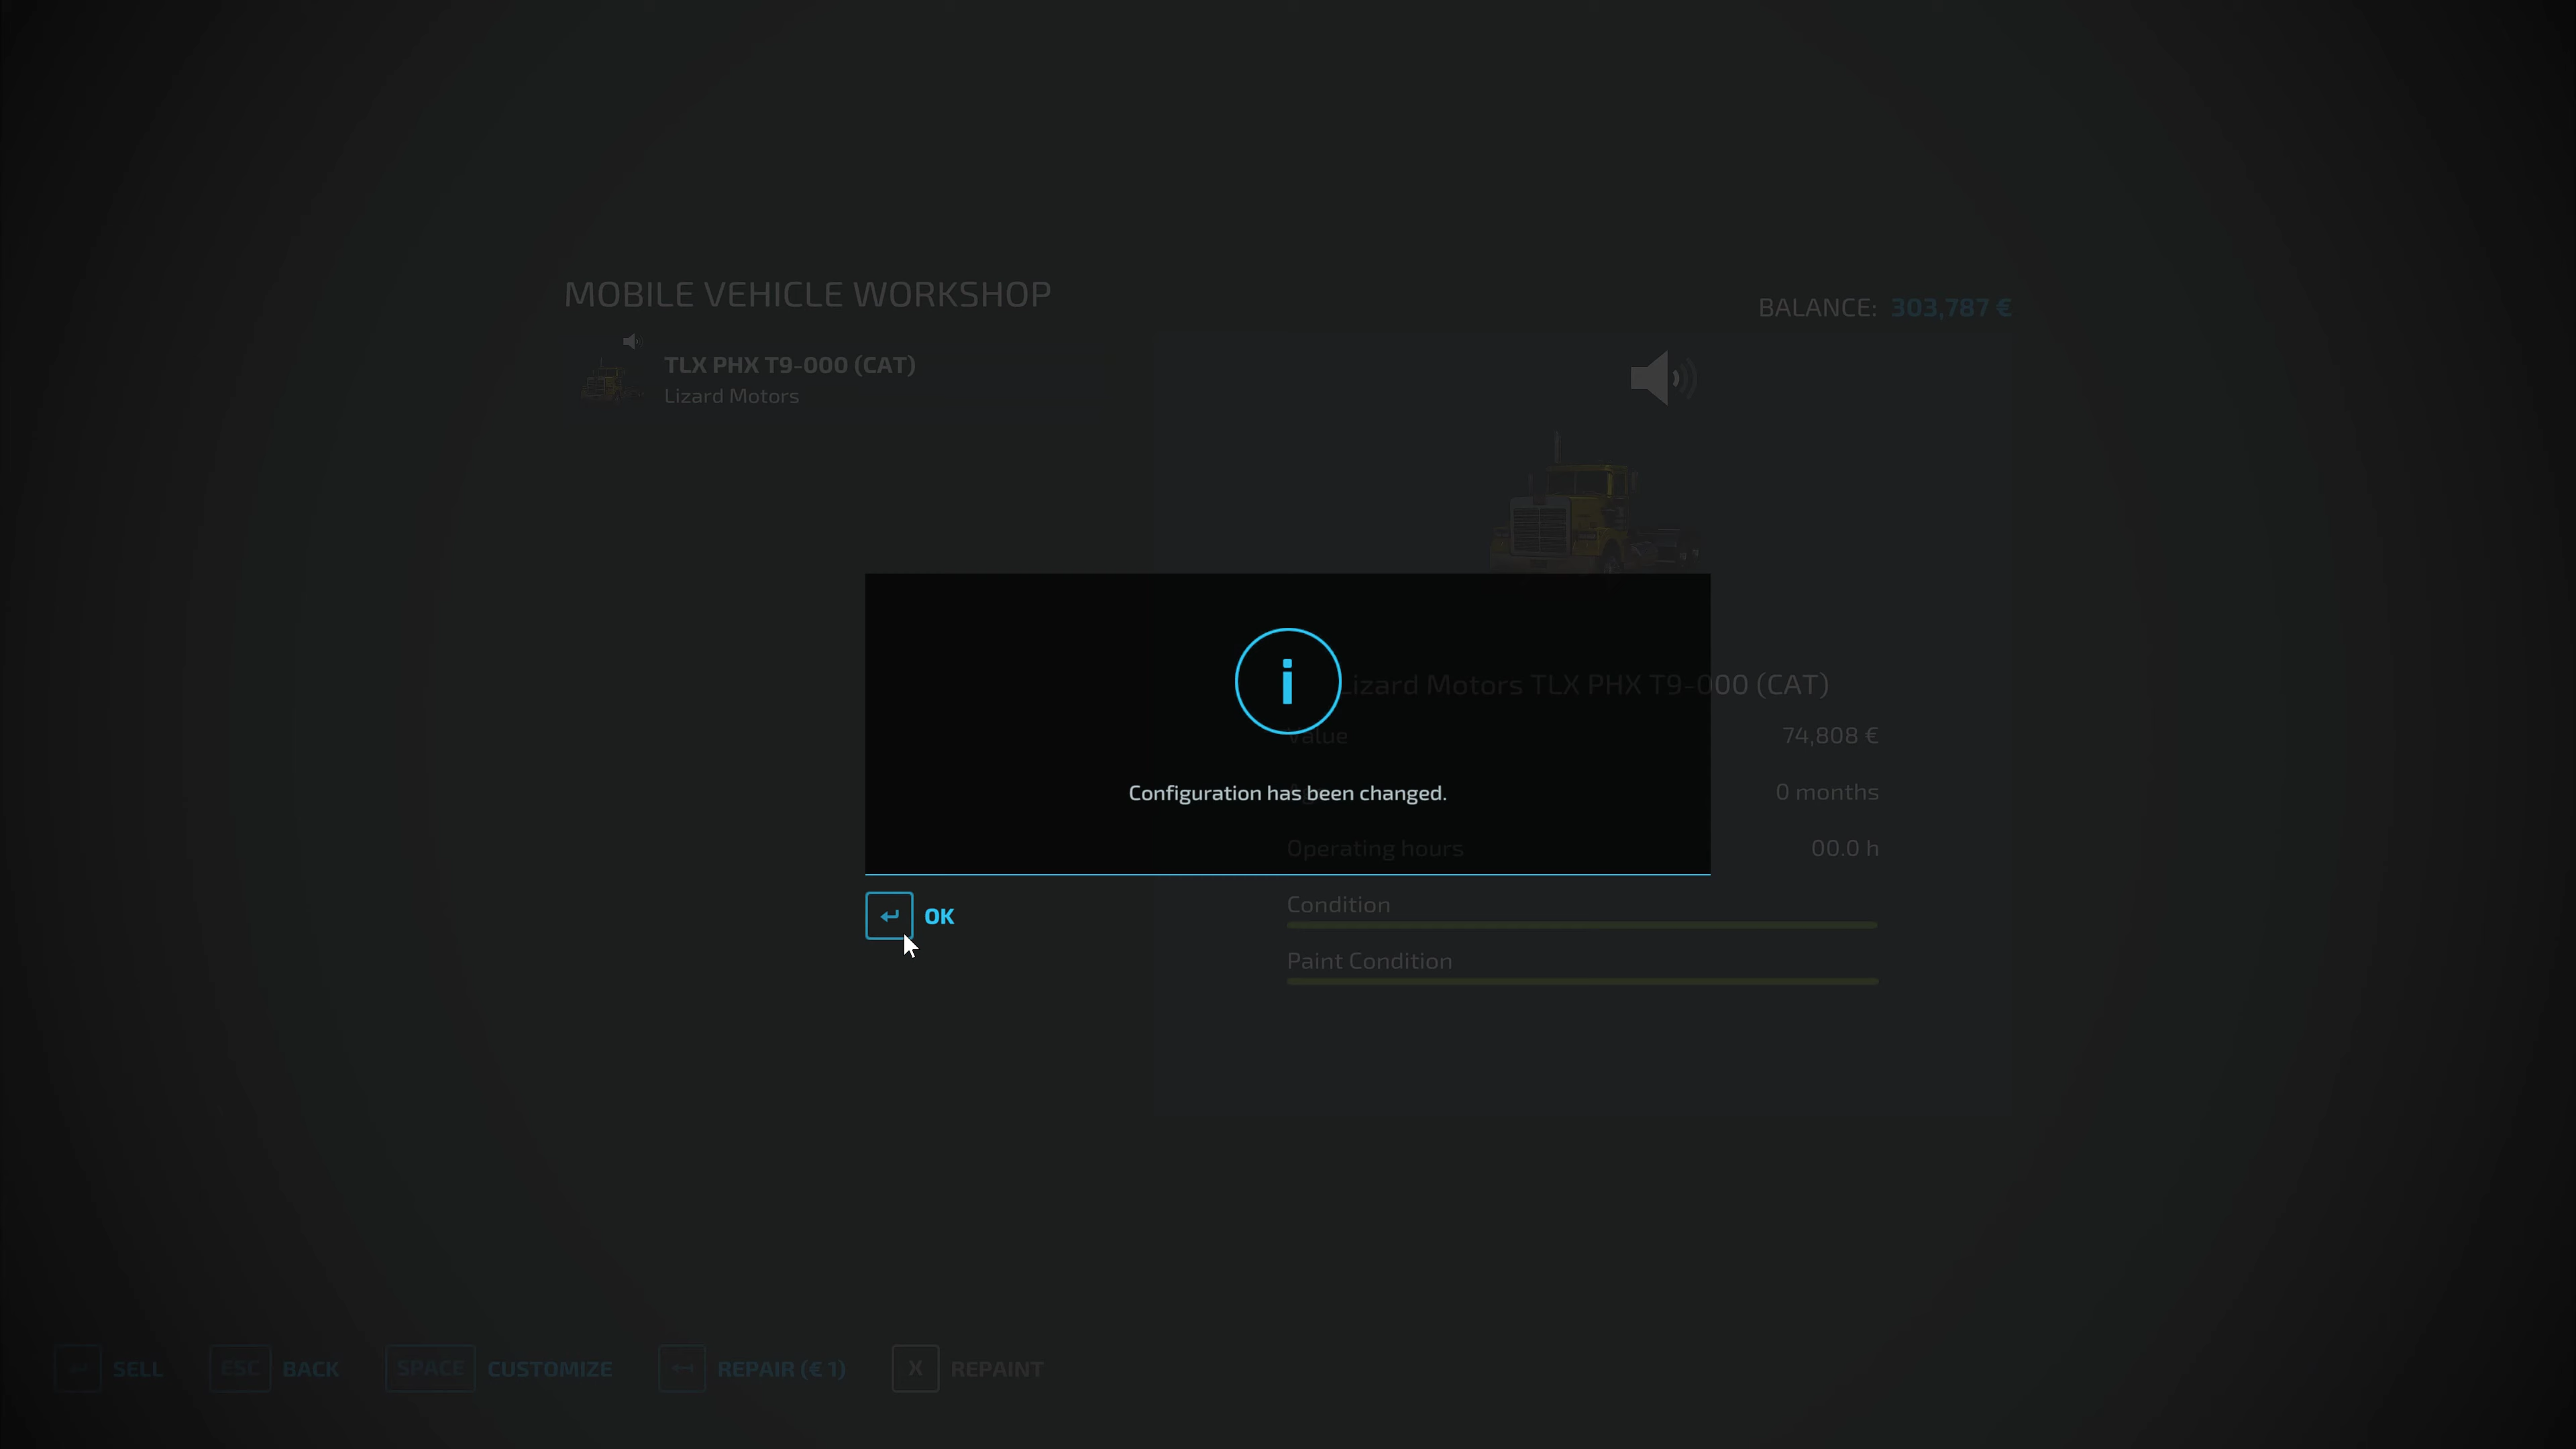 MOBILE VEHICLE WORKSHOP
BALANCE: 303,787 €
TLX PHX T9-000 (CAT)
Lizard Motors
Lizard Motors TLX PHX T9-000 (CAT)
Value 74,808 €
Configuration has been changed.
0 months
Operating hours 00.0 h
OK
Condition
Paint Condition
SELL
ESC BACK
SPACE CUSTOMIZE
REPAIR (€ 1)
X REPAINT